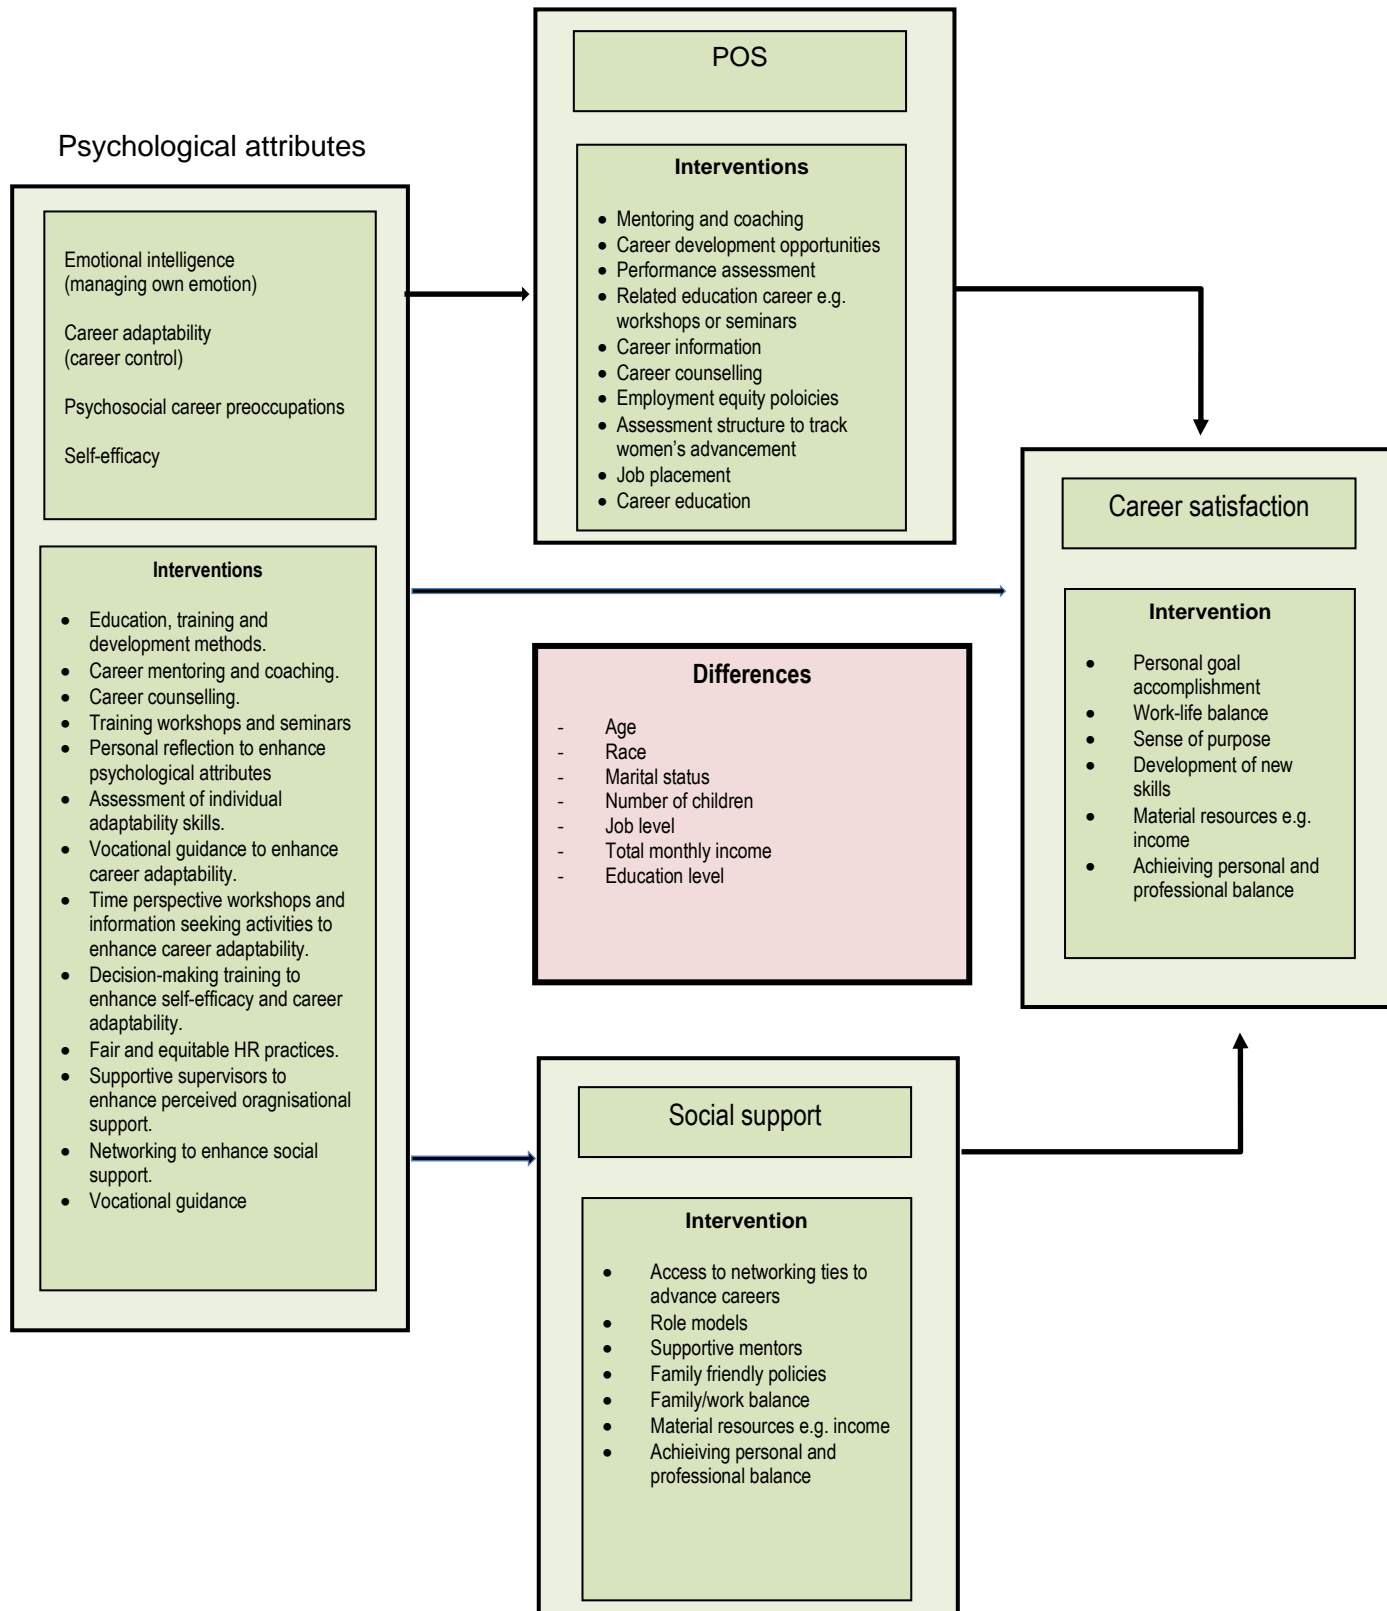 Psychological attributes
Emotional intelligence
(managing own emotion)
Career adaptability
(career control)
Psychosocial career preoccupations
Self-efficacy
Interventions
• Education, training and
development methods.
• Career mentoring and coaching.
• Career counselling.
• Training workshops and seminars
• Personal reflection to enhance
psychological attributes
• Assessment of individual
adaptability skills.
• Vocational guidance to enhance
career adaptability.
• Time perspective workshops and
information seeking activities to
enhance career adaptability.
• Decision-making training to
enhance self-efficacy and career
adaptability.
• Fair and equitable HR practices.
• Supportive supervisors to
enhance perceived oragnisational
support.
• Networking to enhance social
support.
• Vocational guidance
POS
Interventions
• Mentoring and coaching
• Career development opportunities
• Performance assessment
• Related education career e.g.
workshops or seminars
• Career information
• Career counselling
• Employment equity poloicies
• Assessment structure to track
women’s advancement
• Job placement
• Career education
Differences
- Age
- Race
- Marital status
- Number of children
- Job level
- Total monthly income
- Education level
Social support
Intervention
• Access to networking ties to
advance careers
• Role models
• Supportive mentors
• Family friendly policies
• Family/work balance
• Material resources e.g. income
• Achieiving personal and
professional balance
Career satisfaction
Intervention
• Personal goal
accomplishment
• Work-life balance
• Sense of purpose
• Development of new
skills
• Material resources e.g.
income
• Achieiving personal and
professional balance